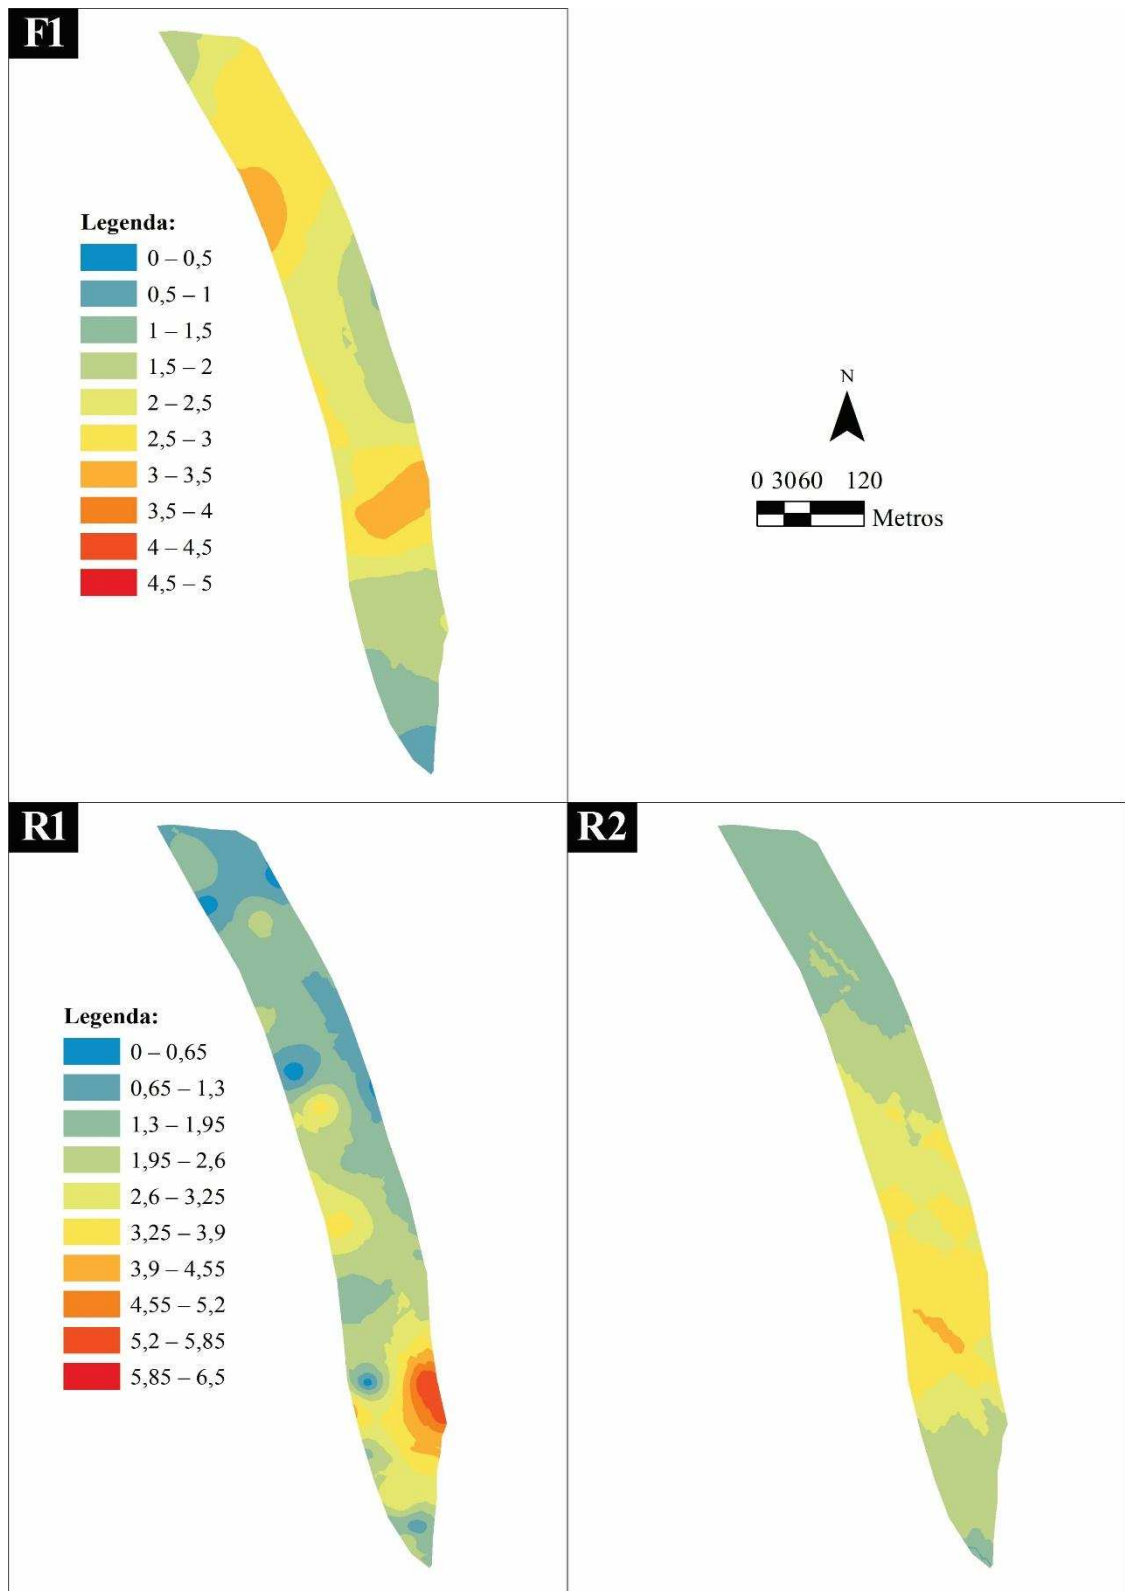 F1
Legenda:
0 – 0,5
0,5 – 1
1 – 1,5
1,5 – 2
2 – 2,5
2,5 – 3
3 – 3,5
3,5 – 4
4 – 4,5
4,5 – 5
N
0 30 60 120
Metros
R1
Legenda:
0 – 0,65
0,65 – 1,3
1,3 – 1,95
1,95 – 2,6
2,6 – 3,25
3,25 – 3,9
3,9 – 4,55
4,55 – 5,2
5,2 – 5,85
5,85 – 6,5
R2